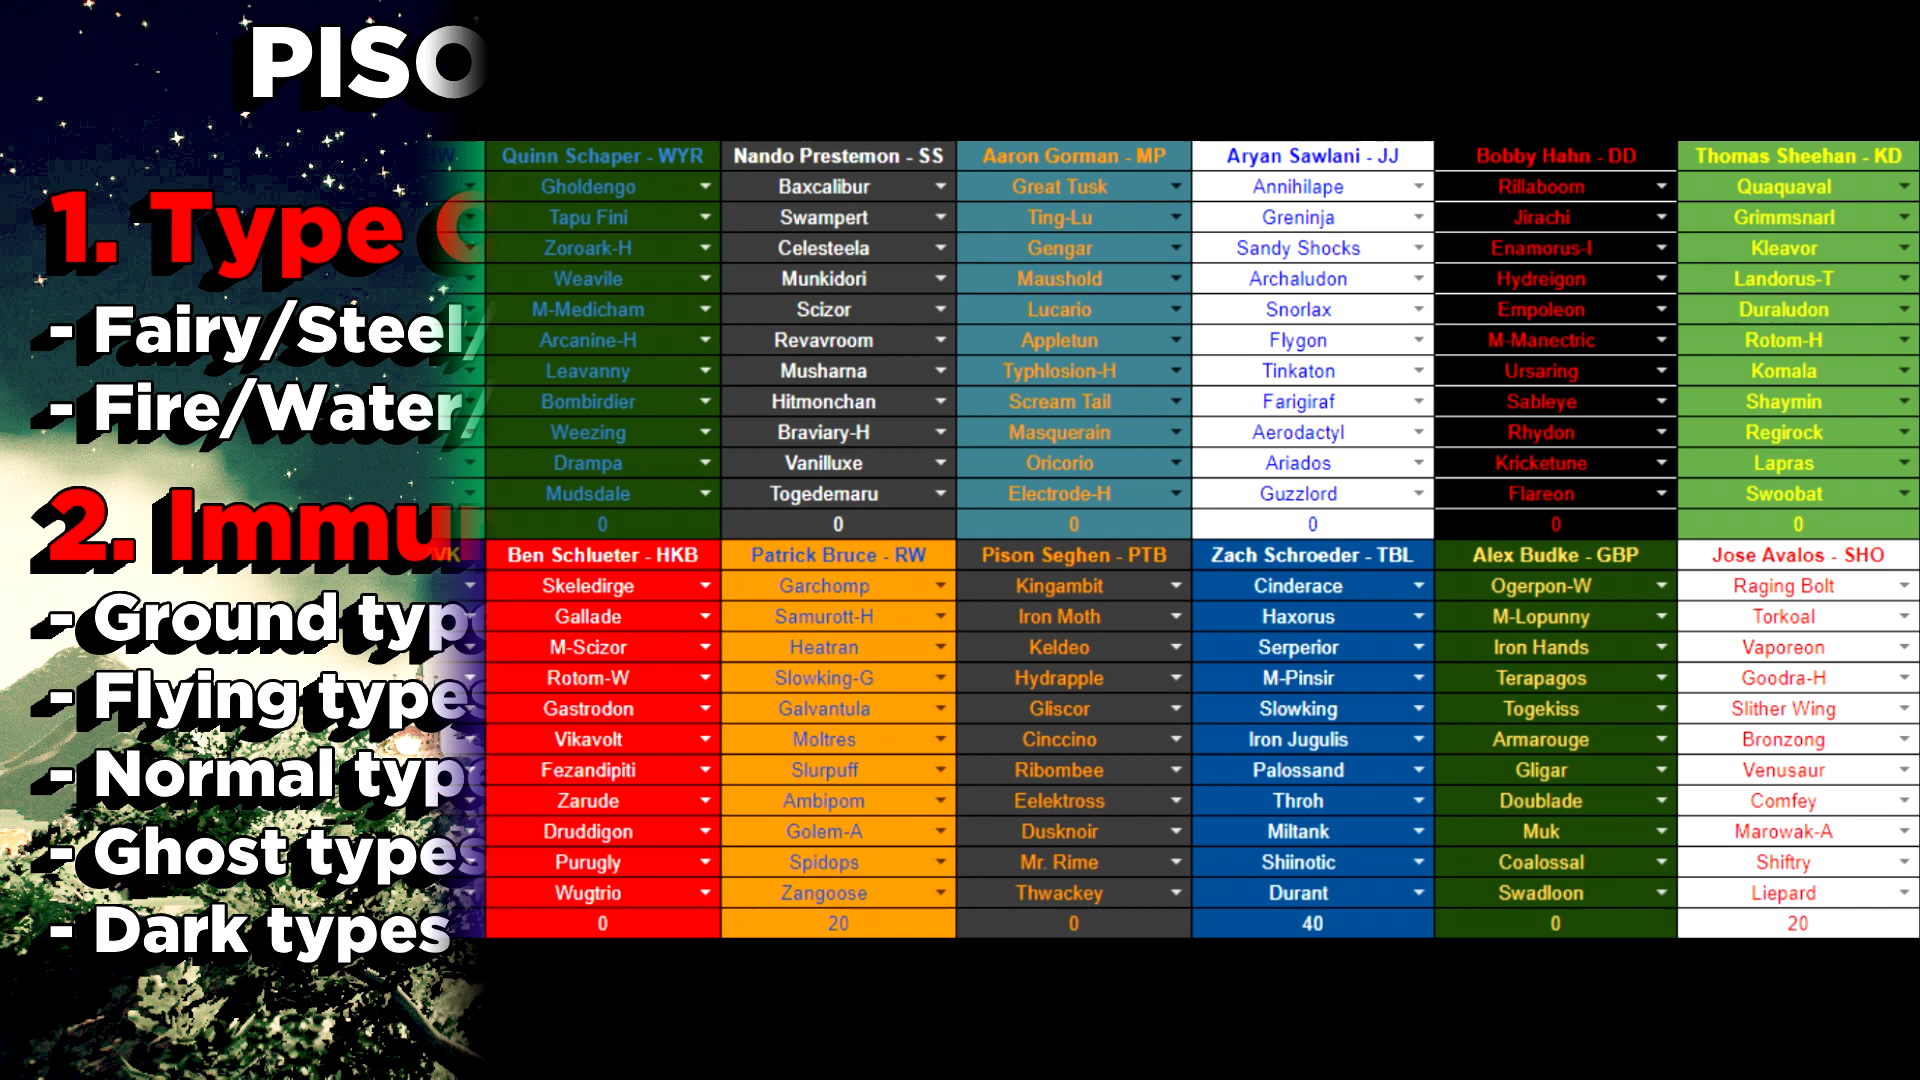 PISO
1. Type
- Fairy/Steel/
- Fire/Water/
2. Immun
- Ground type
- Flying types
- Normal type
- Ghost types
- Dark types
Quinn Schaper - WYR
Gholdengo
Tapu Fini
Zoroark-H
Weavile
M-Medicham
Arcanine-H
Leavanny
Bombirdier
Weezing
Drampa
Mudsdale
0
Nando Prestemon - SS
Baxcalibur
Swampert
Celesteela
Munkidori
Scizor
Revavroom
Musharna
Hitmonchan
Braviary-H
Vanilluxe
Togedemaru
0
Aaron Gorman - MP
Great Tusk
Ting-Lu
Gengar
Maushold
Lucario
Appletun
Typhlosion-H
Scream Tail
Masquerain
Oricorio
Electrode-H
0
Aryan Sawlani - JJ
Annihilape
Greninja
Sandy Shocks
Archaludon
Snorlax
Flygon
Tinkaton
Farigiraf
Aerodactyl
Ariados
Guzzlord
0
Bobby Hahn - DD
Rillaboom
Jirachi
Enamorus-I
Hydreigon
Empoleon
M-Manectric
Ursaring
Sableye
Rhydon
Kricketune
Flareon
0
Thomas Sheehan - KD
Quaquaval
Grimmsnarl
Kleavor
Landorus-T
Duraludon
Rotom-H
Komala
Shaymin
Regirock
Lapras
Swoobat
0
VK
Ben Schlueter - HKB
Skeledirge
Gallade
M-Scizor
Rotom-W
Gastrodon
Vikavolt
Fezandipiti
Zarude
Druddigon
Purugly
Wugtrio
0
Patrick Bruce - RW
Garchomp
Samurott-H
Heatran
Slowking-G
Galvantula
Moltres
Slurpuff
Ambipom
Golem-A
Spidops
Zangoose
20
Pison Seghen - PTB
Kingambit
Iron Moth
Keldeo
Hydrapple
Gliscor
Cinccino
Ribombee
Eelektross
Dusknoir
Mr. Rime
Thwackey
0
Zach Schroeder - TBL
Cinderace
Haxorus
Serperior
M-Pinsir
Slowking
Iron Jugulis
Palossand
Throh
Miltank
Shiinotic
Durant
40
Alex Budke - GBP
Ogerpon-W
M-Lopunny
Iron Hands
Terapagos
Togekiss
Armarouge
Gligar
Doublade
Muk
Coalossal
Swadloon
0
Jose Avalos - SHO
Raging Bolt
Torkoal
Vaporeon
Goodra-H
Slither Wing
Bronzong
Venusaur
Comfey
Marowak-A
Shiftry
Liepard
20